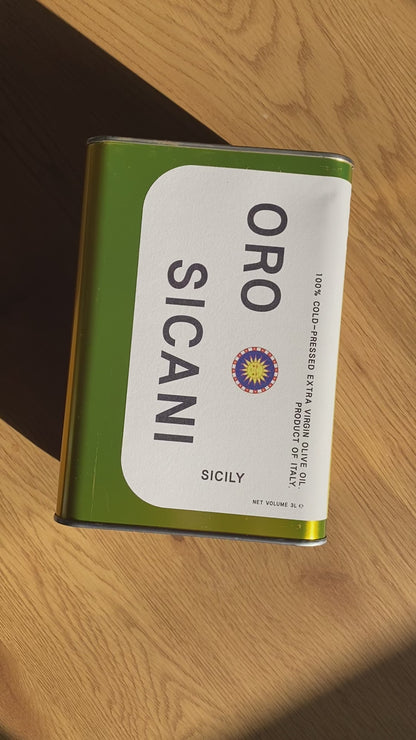 100% COLD-PRESSED EXTRA VIRGIN OLIVE OIL.
PRODUCT OF ITALY.
ORO
SICANI
SICILY
NET VOLUME 3L ℮